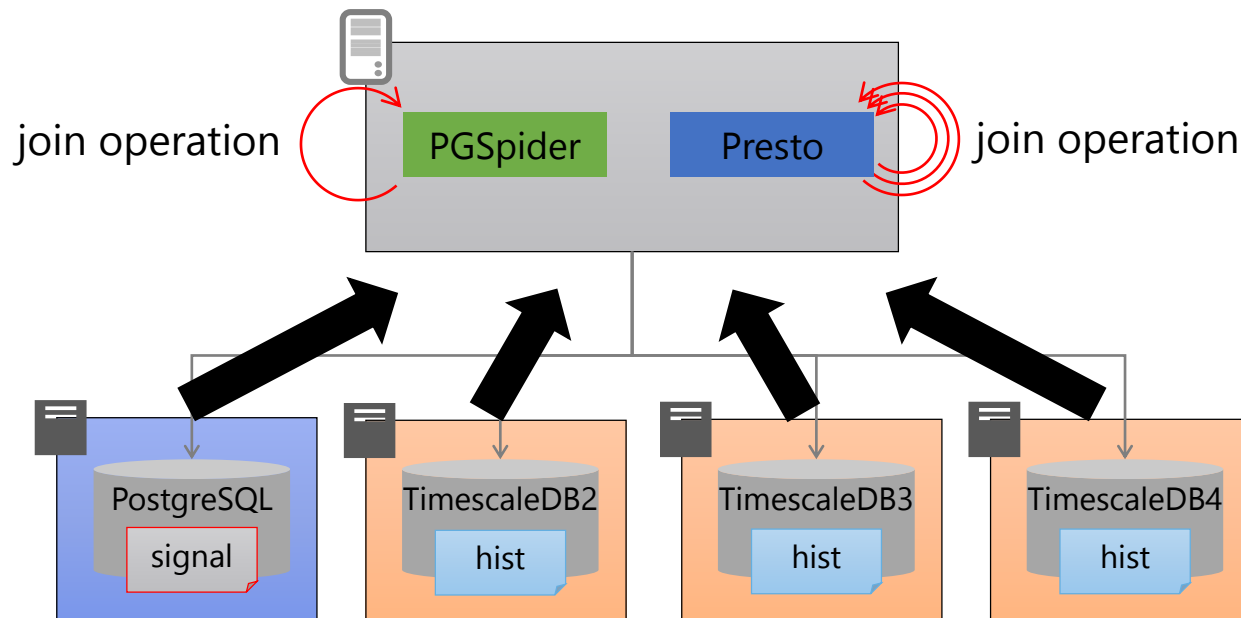 join operation
PGSpider
Presto
join operation
PostgreSQL
signal
TimescaleDB2
hist
TimescaleDB3
hist
TimescaleDB4
hist